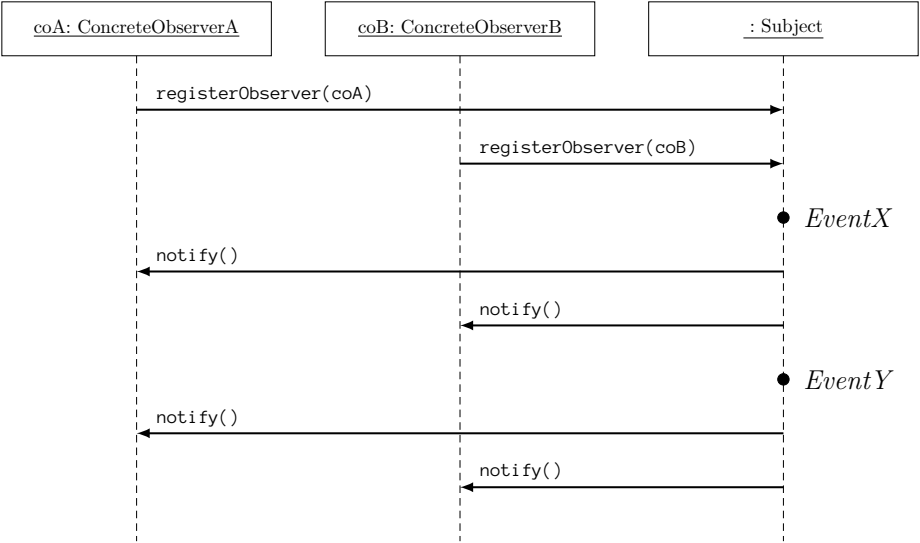 coA: ConcreteObserverA
coB: ConcreteObserverB
: Subject
registerObserver(coA)
registerObserver(coB)
EventX
notify()
notify()
EventY
notify()
notify()